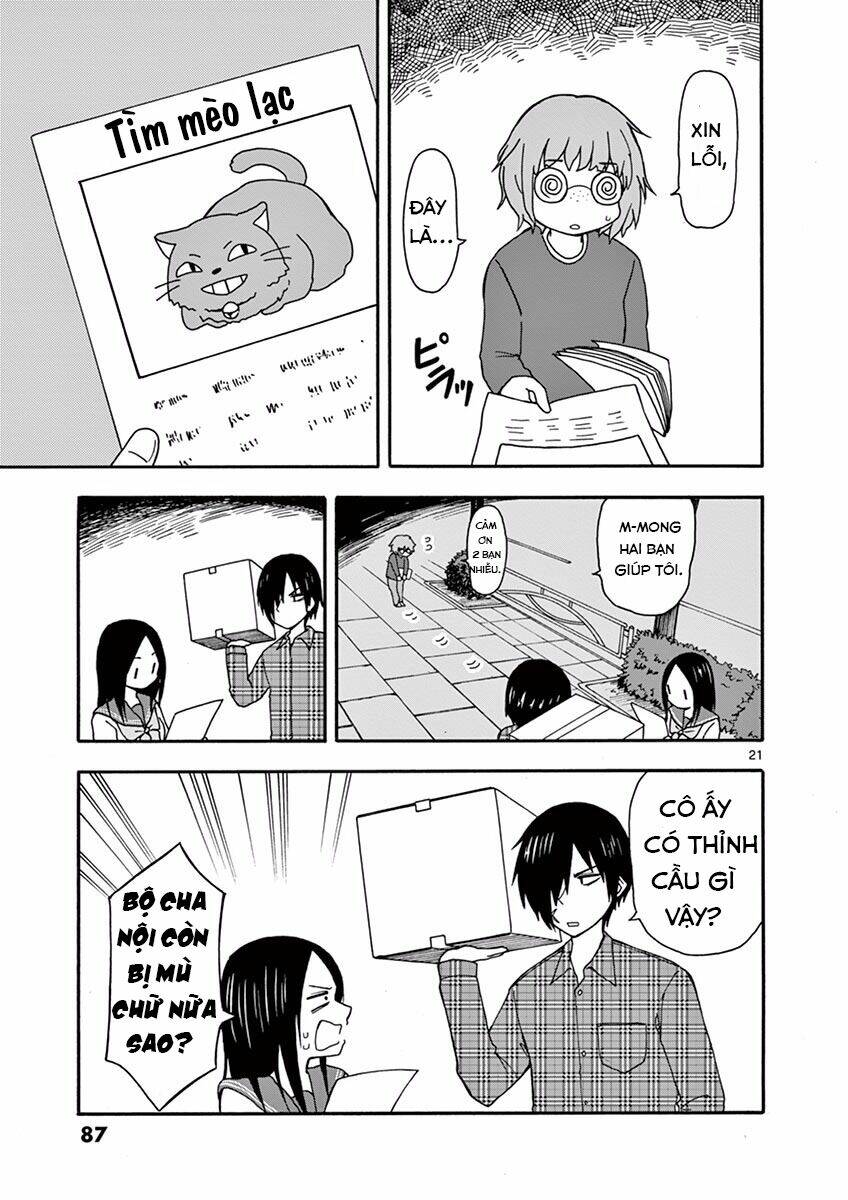 XIN
LỖI,
ĐÂY
LÀ...
ピラッ
Tìm mèo lạc
M-MONG
HAI BẠN
GIÚP TÔI.
CẢM
ƠN
2 BẠN
NHIỀU.
21
CÔ ẤY
CÓ THỈNH
CẦU GÌ
VẬY?
BỘ CHA
NỘI CÒN
BỊ MÙ
CHỮ NỮA
SAO?
87